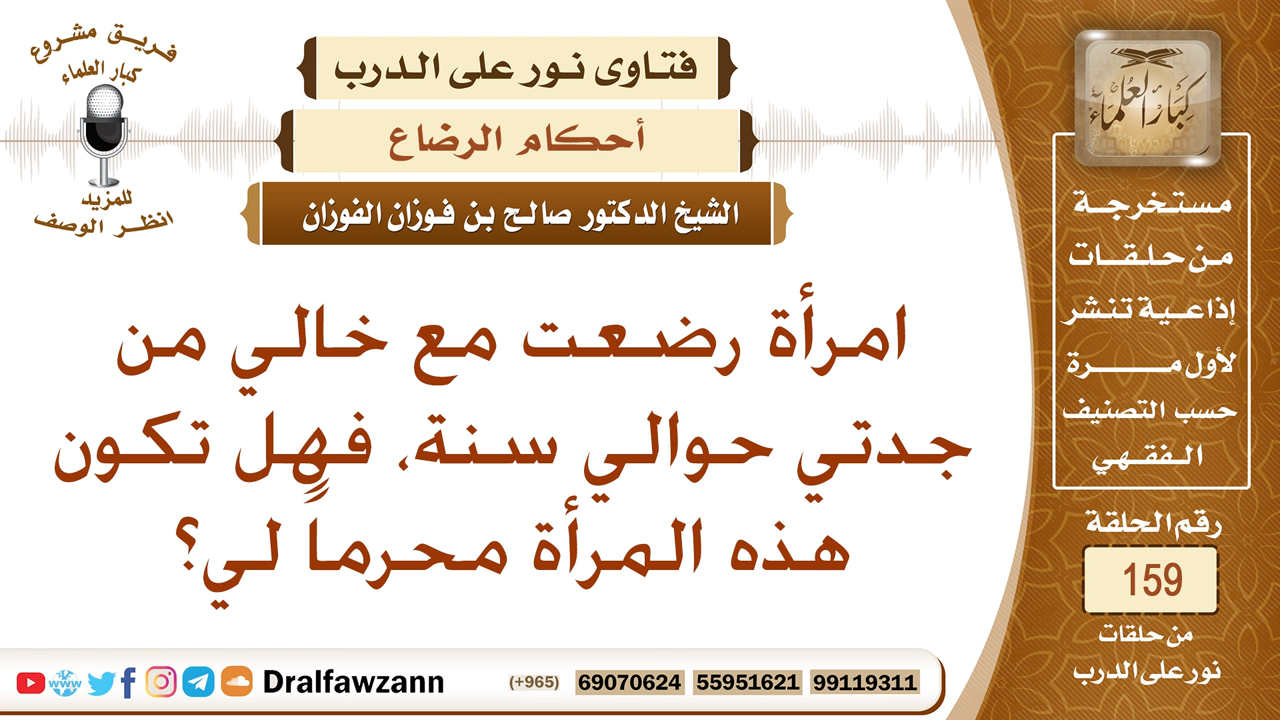 فريق مشروع
كبار العلماء
للمزيد
انظر الوصف
فتاوى نور على الدرب
أحكام الرضاع
الشيخ الدكتور صالح بن فوزان الفوزان
امرأة رضعت مع خالي من
جدتي حوالي سنة، فهل تكون
هذه المرأة محرماً لي؟
كبار العلماء
مستخرجة
من حلقات
إذاعية تنشر
لأول مرة
حسب التصنيف
الفقهي
رقم الحلقة
159
من حلقات
نور على الدرب
www Dralfawzann (+965) 69070624 55951621 99119311